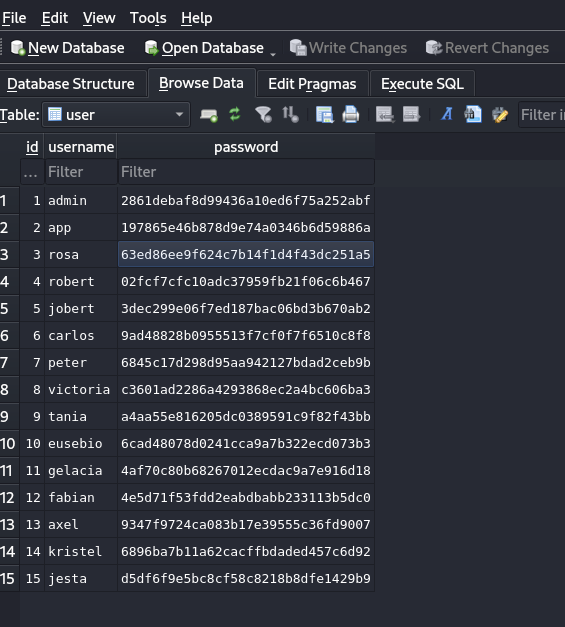 File Edit View Tools Help
New Database Open Database Write Changes Revert Changes
Database Structure Browse Data Edit Pragmas Execute SQL
Table: user Filter in
id username password
... Filter Filter
1 1 admin 2861debaf8d99436a10ed6f75a252abf
2 2 app 197865e46b878d9e74a0346b6d59886a
3 3 rosa 63ed86ee9f624c7b14f1d4f43dc251a5
4 4 robert 02fcf7cfc10adc37959fb21f06c6b467
5 5 jobert 3dec299e06f7ed187bac06bd3b670ab2
6 6 carlos 9ad48828b0955513f7cf0f7f6510c8f8
7 7 peter 6845c17d298d95aa942127bdad2ceb9b
8 8 victoria c3601ad2286a4293868ec2a4bc606ba3
9 9 tania a4aa55e816205dc0389591c9f82f43bb
10 10 eusebio 6cad48078d0241cca9a7b322ecd073b3
11 11 gelacia 4af70c80b68267012ecdac9a7e916d18
12 12 fabian 4e5d71f53fdd2eabdbabb233113b5dc0
13 13 axel 9347f9724ca083b17e39555c36fd9007
14 14 kristel 6896ba7b11a62cacffbdaded457c6d92
15 15 jesta d5df6f9e5bc8cf58c8218b8dfe1429b9